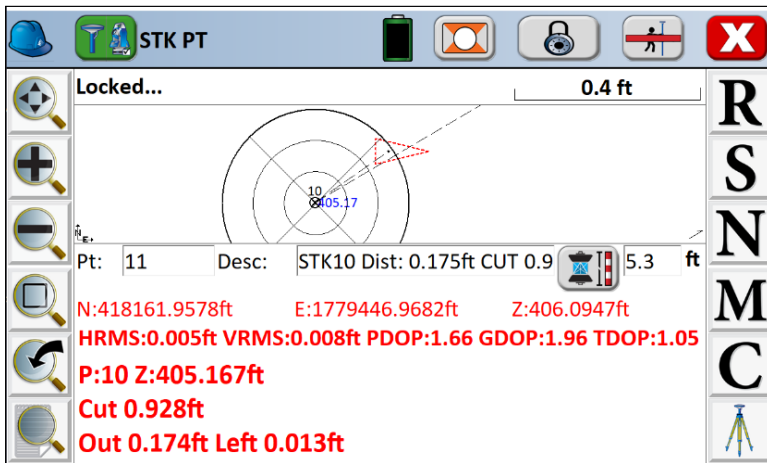 STK PT
Locked...
0.4 ft
R
10
405.17
S
N
E
Pt: 11 Desc: STK10 Dist: 0.175ft CUT 0.9 5.3 ft
N
N:418161.9578ft E:1779446.9682ft Z:406.0947ft
M
HRMS:0.005ft VRMS:0.008ft PDOP:1.66 GDOP:1.96 TDOP:1.05
P:10 Z:405.167ft
C
Cut 0.928ft
Out 0.174ft Left 0.013ft